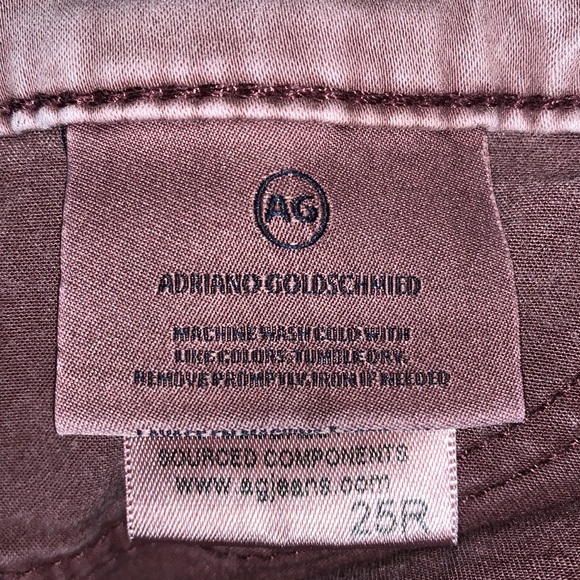 AG
ADRIANO GOLDSCHMIED
MACHINE WASH COLD WITH
LIKE COLORS. TUMBLE DRY.
REMOVE PROMPTLY. IRON IF NEEDED
SOURCED COMPONENTS
www.agjeans.com
25R